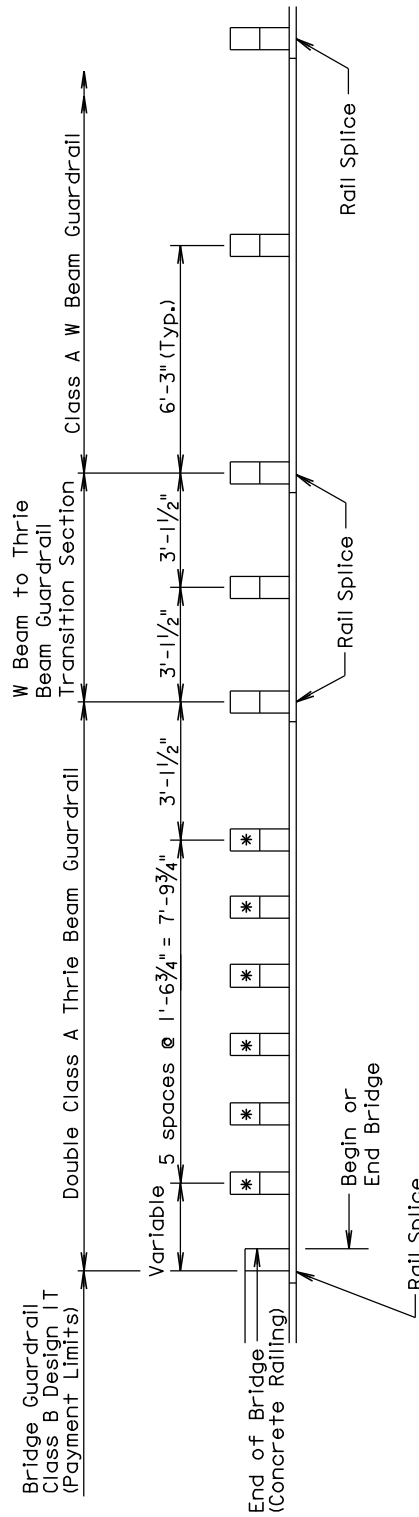 Bridge Guardrail
Class B Design IT
(Payment Limits)
Double Class A Thrie Beam Guardrail
W Beam to Thrie
Beam Guardrail
Transition Section
Class A W Beam Guardrail
Variable
5 spaces @ 1'-6¾" = 7'-9¾"
3'-1½"
3'-1½"
3'-1½"
6'-3" (Typ.)
* * * * * *
End of Bridge
(Concrete Railing)
Begin or
End Bridge
Rail Splice
Rail Splice
Rail Splice